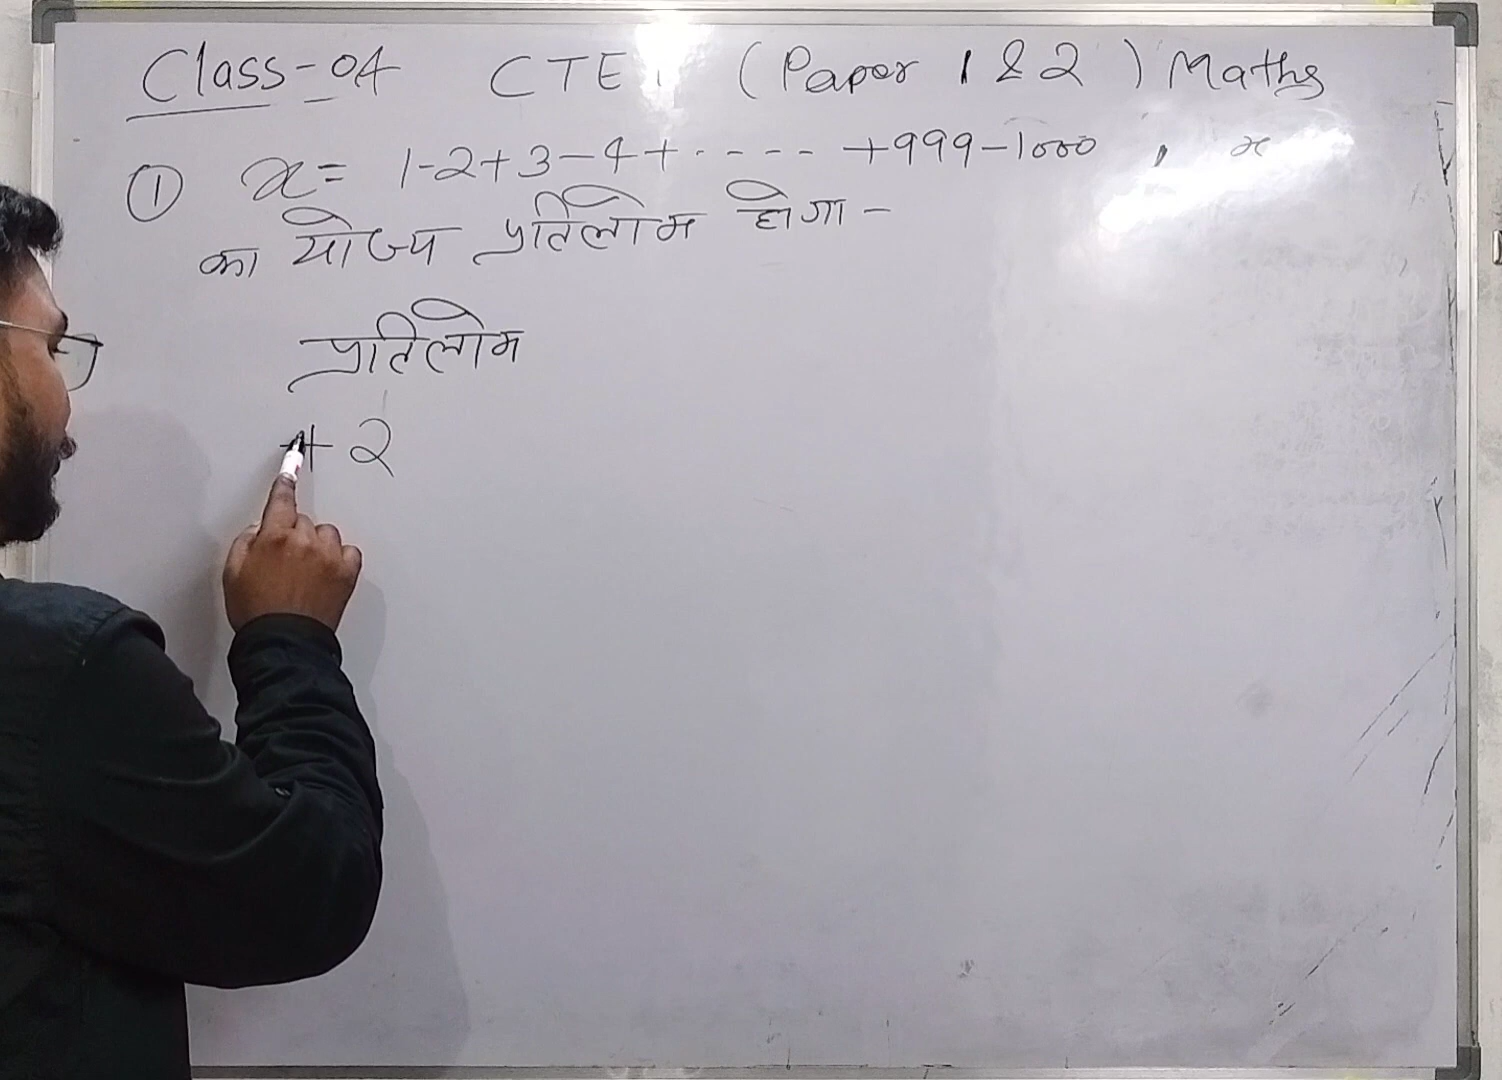 Class-04 CTET (Paper 1 & 2) Maths
① x = 1-2+3-4+ ----- +999-1000 , x
का योज्य प्रतिलोम होगा -
प्रतिलोम
+ 2